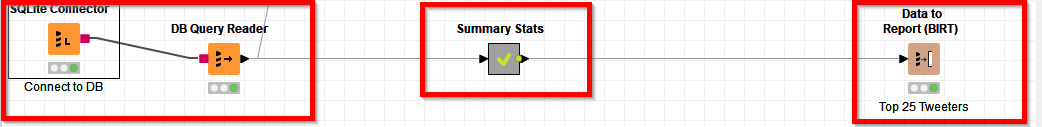 SQLite Connector
DB Query Reader
Connect to DB
Summary Stats
Data to
Report (BIRT)
Top 25 Tweeters